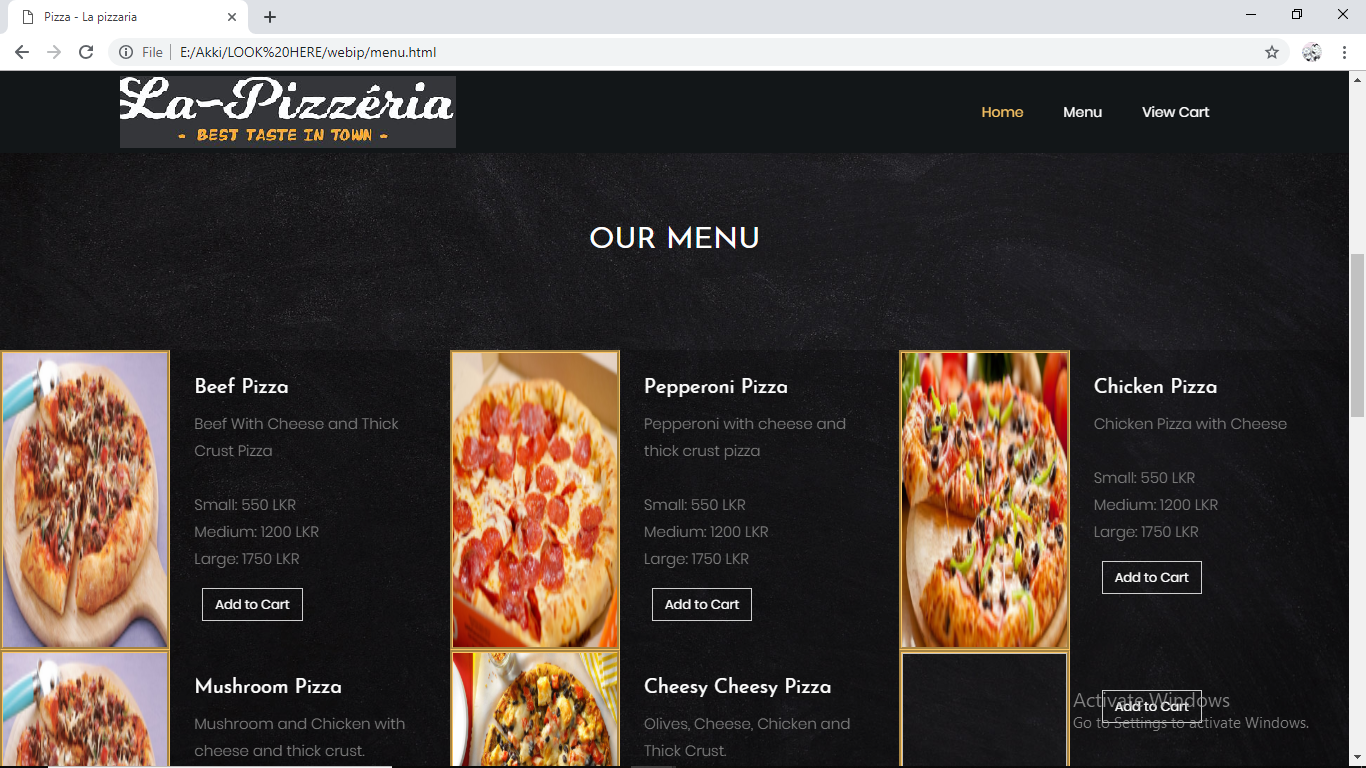 Pizza - La pizzaria
File
E:/Akki/LOOK%20HERE/webip/menu.html
La-Pizzéria
- BEST TASTE IN TOWN -
Home
Menu
View Cart
OUR MENU
Beef Pizza
Beef With Cheese and Thick
Crust Pizza
Small: 550 LKR
Medium: 1200 LKR
Large: 1750 LKR
Add to Cart
Pepperoni Pizza
Pepperoni with cheese and
thick crust pizza
Small: 550 LKR
Medium: 1200 LKR
Large: 1750 LKR
Add to Cart
Chicken Pizza
Chicken Pizza with Cheese
Small: 550 LKR
Medium: 1200 LKR
Large: 1750 LKR
Add to Cart
Mushroom Pizza
Mushroom and Chicken with
cheese and thick crust.
Cheesy Cheesy Pizza
Olives, Cheese, Chicken and
Thick Crust.
Add to Cart
Activate Windows
Go to Settings to activate Windows.